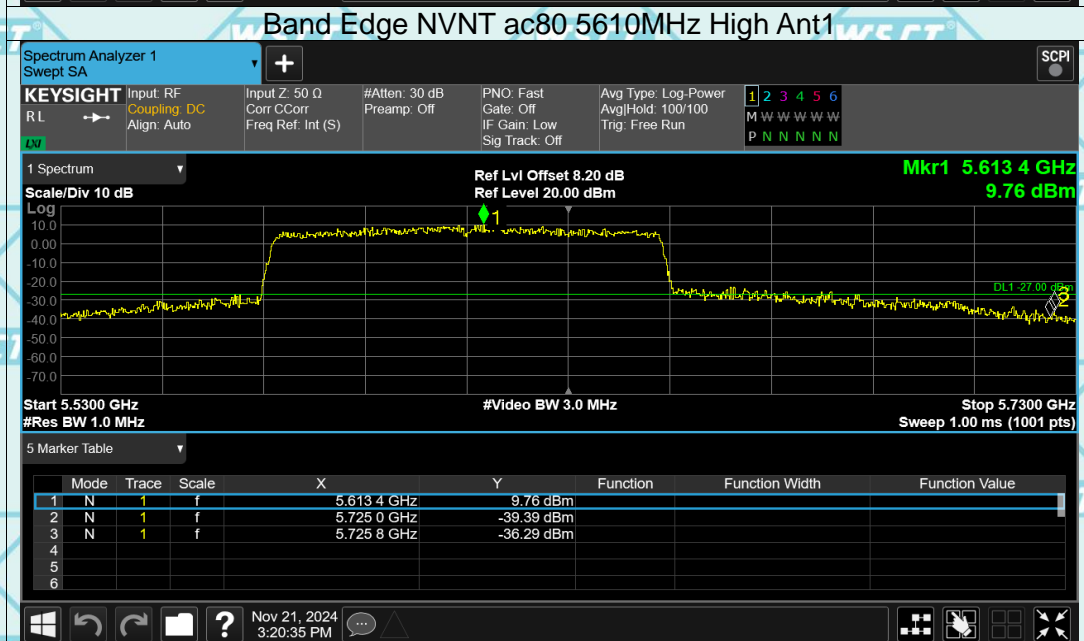 Band Edge NVNT ac80 5610MHz High Ant1
Spectrum Analyzer 1
Swept SA
+
SCPI
KEYSIGHT Input: RF Input Z: 50 Ω #Atten: 30 dB PNO: Fast Avg Type: Log-Power 1 2 3 4 5 6
RL Coupling: DC Corr CCorr Preamp: Off Gate: Off Avg|Hold: 100/100 M W W W W W
Align: Auto Freq Ref: Int (S) IF Gain: Low Trig: Free Run
LXI Sig Track: Off P N N N N N
1 Spectrum Ref Lvl Offset 8.20 dB Mkr1 5.613 4 GHz
Scale/Div 10 dB Ref Level 20.00 dBm 9.76 dBm
Log
1
10.0
0.00
-10.0
-20.0
DL1 -27.00 dBm
-30.0
3
2
-40.0
-50.0
-60.0
-70.0
Start 5.5300 GHz #Video BW 3.0 MHz Stop 5.7300 GHz
#Res BW 1.0 MHz Sweep 1.00 ms (1001 pts)
5 Marker Table
Mode Trace Scale X Y Function Function Width Function Value
1 N 1 f 5.613 4 GHz 9.76 dBm
2 N 1 f 5.725 0 GHz -39.39 dBm
3 N 1 f 5.725 8 GHz -36.29 dBm
4
5
6
? Nov 21, 2024
3:20:35 PM